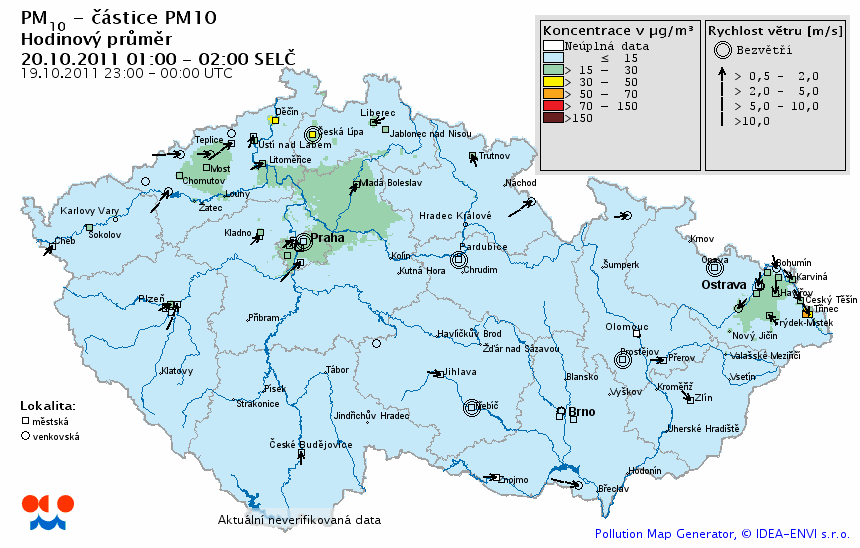 PM10 - částice PM10
Hodinový průměr
20.10.2011 01:00 - 02:00 SELČ
19.10.2011 23:00 - 00:00 UTC
Koncentrace v µg/m³
Neúplná data
≤ 15
> 15 - 30
> 30 - 50
> 50 - 70
> 70 - 150
>150
Rychlost větru [m/s]
Bezvětří
> 0,5 - 2,0
> 2,0 - 5,0
> 5,0 - 10,0
>10,0
Děčín
Liberec
Česká Lípa
Jablonec nad Nisou
Teplice
Ústí nad Labem
Litoměřice
Trutnov
Most
Chomutov
Mladá Boleslav
Náchod
Louny
Žatec
Karlovy Vary
Hradec Králové
Sokolov
Cheb
Kladno
Praha
Pardubice
Kolín
Kutná Hora
Chrudim
Krnov
Šumperk
Opava
Bohumín
Karviná
Ostrava
Havířov
Český Těšín
Třinec
Frýdek-Místek
Plzeň
Příbram
Havlíčkův Brod
Žďár nad Sázavou
Olomouc
Nový Jičín
Prostějov
Přerov
Valašské Meziříčí
Klatovy
Tábor
Jihlava
Blansko
Vsetín
Písek
Strakonice
Vyškov
Kroměříž
Zlín
Jindřichův Hradec
Třebíč
Brno
Uherské Hradiště
České Budějovice
Znojmo
Hodonín
Břeclav
Lokalita:
městská
venkovská
Aktuální neverifikovaná data
Pollution Map Generator, © IDEA-ENVI s.r.o.